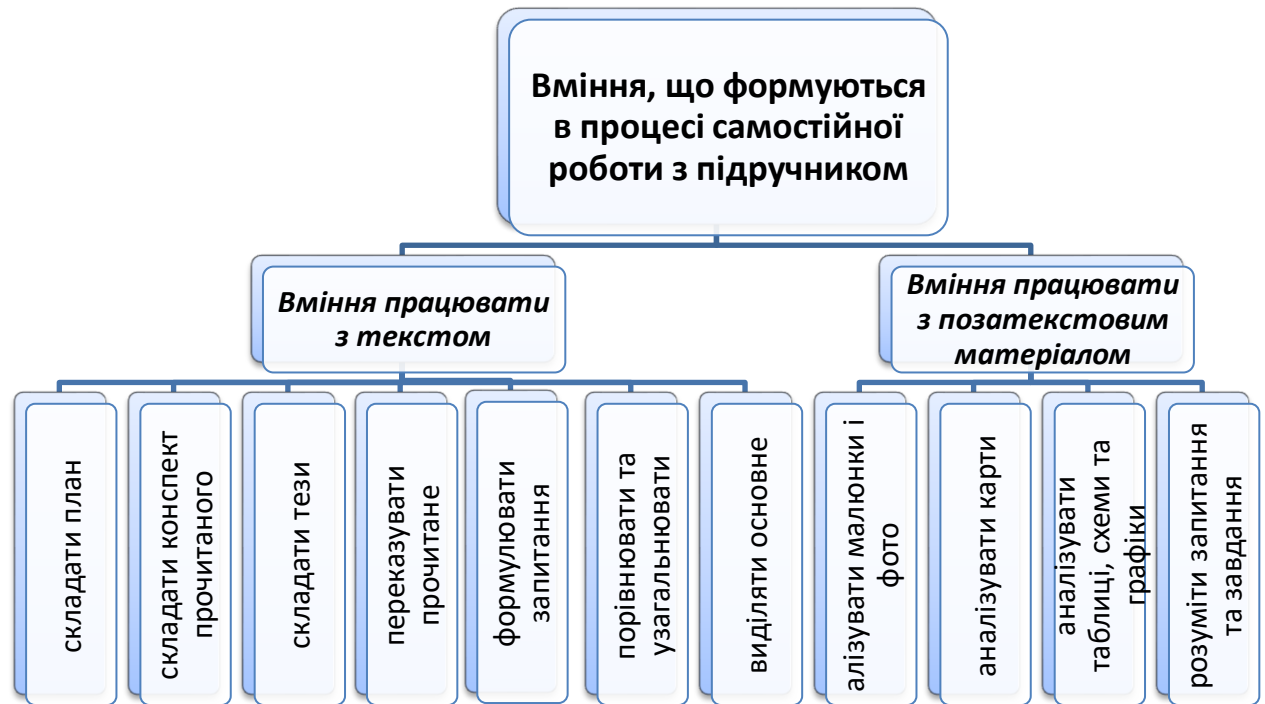 Вміння, що формуються
в процесі самостійної
роботи з підручником
Вміння працювати
з текстом
Вміння працювати
з позатекстовим
матеріалом
складати план
складати конспект
прочитаного
складати тези
переказувати
прочитане
формулювати
запитання
порівнювати та
узагальнювати
виділяти основне
алізувати малюнки і
фото
аналізувати карти
аналізувати
таблиці, схеми та
графіки
розуміти запитання
та завдання